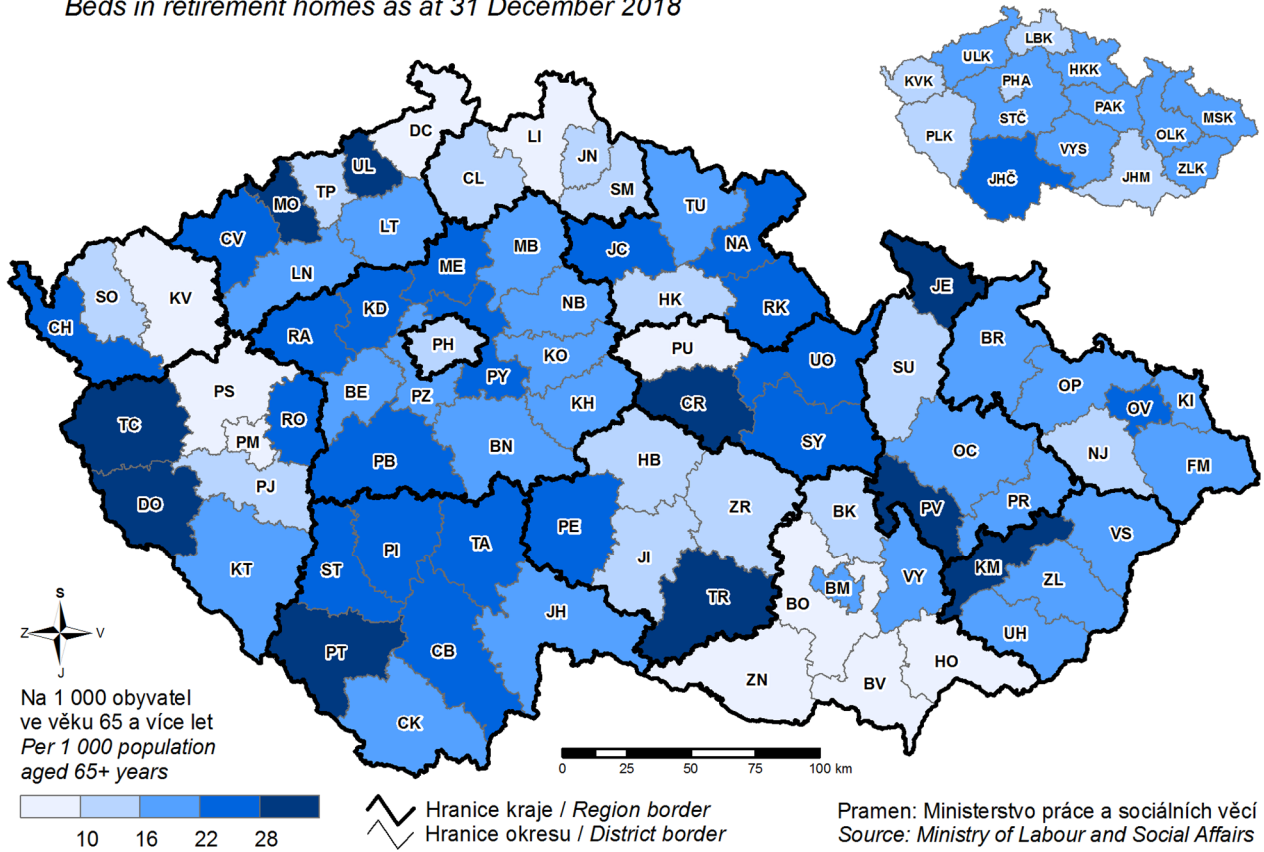 Beds in retirement homes as at 31 December 2018
LBK
ULK
HKK
KVK
PHA
PAK
STČ
MSK
PLK
OLK
VYS
ZLK
JHČ
JHM
DC
LI
UL
JN
CL
TP
SM
MO
TU
LT
CV
NA
MB
JC
ME
LN
JE
SO
KV
HK
NB
KD
RK
CH
RA
BR
PH
PU
KO
UO
SU
PY
OP
PS
BE
PZ
KI
CR
KH
OV
RO
TC
PM
SY
BN
OC
NJ
PB
HB
FM
PJ
DO
PR
ZR
PV
BK
PE
VS
TA
PI
JI
KT
ST
KM
VY
ZL
BM
TR
BO
JH
UH
PT
CB
HO
ZN
BV
CK
S
Z
V
J
Na 1 000 obyvatel
ve věku 65 a více let
Per 1 000 population
aged 65+ years
10 16 22 28
0 25 50 75 100 km
Hranice kraje / Region border
Hranice okresu / District border
Pramen: Ministerstvo práce a sociálních věcí
Source: Ministry of Labour and Social Affairs